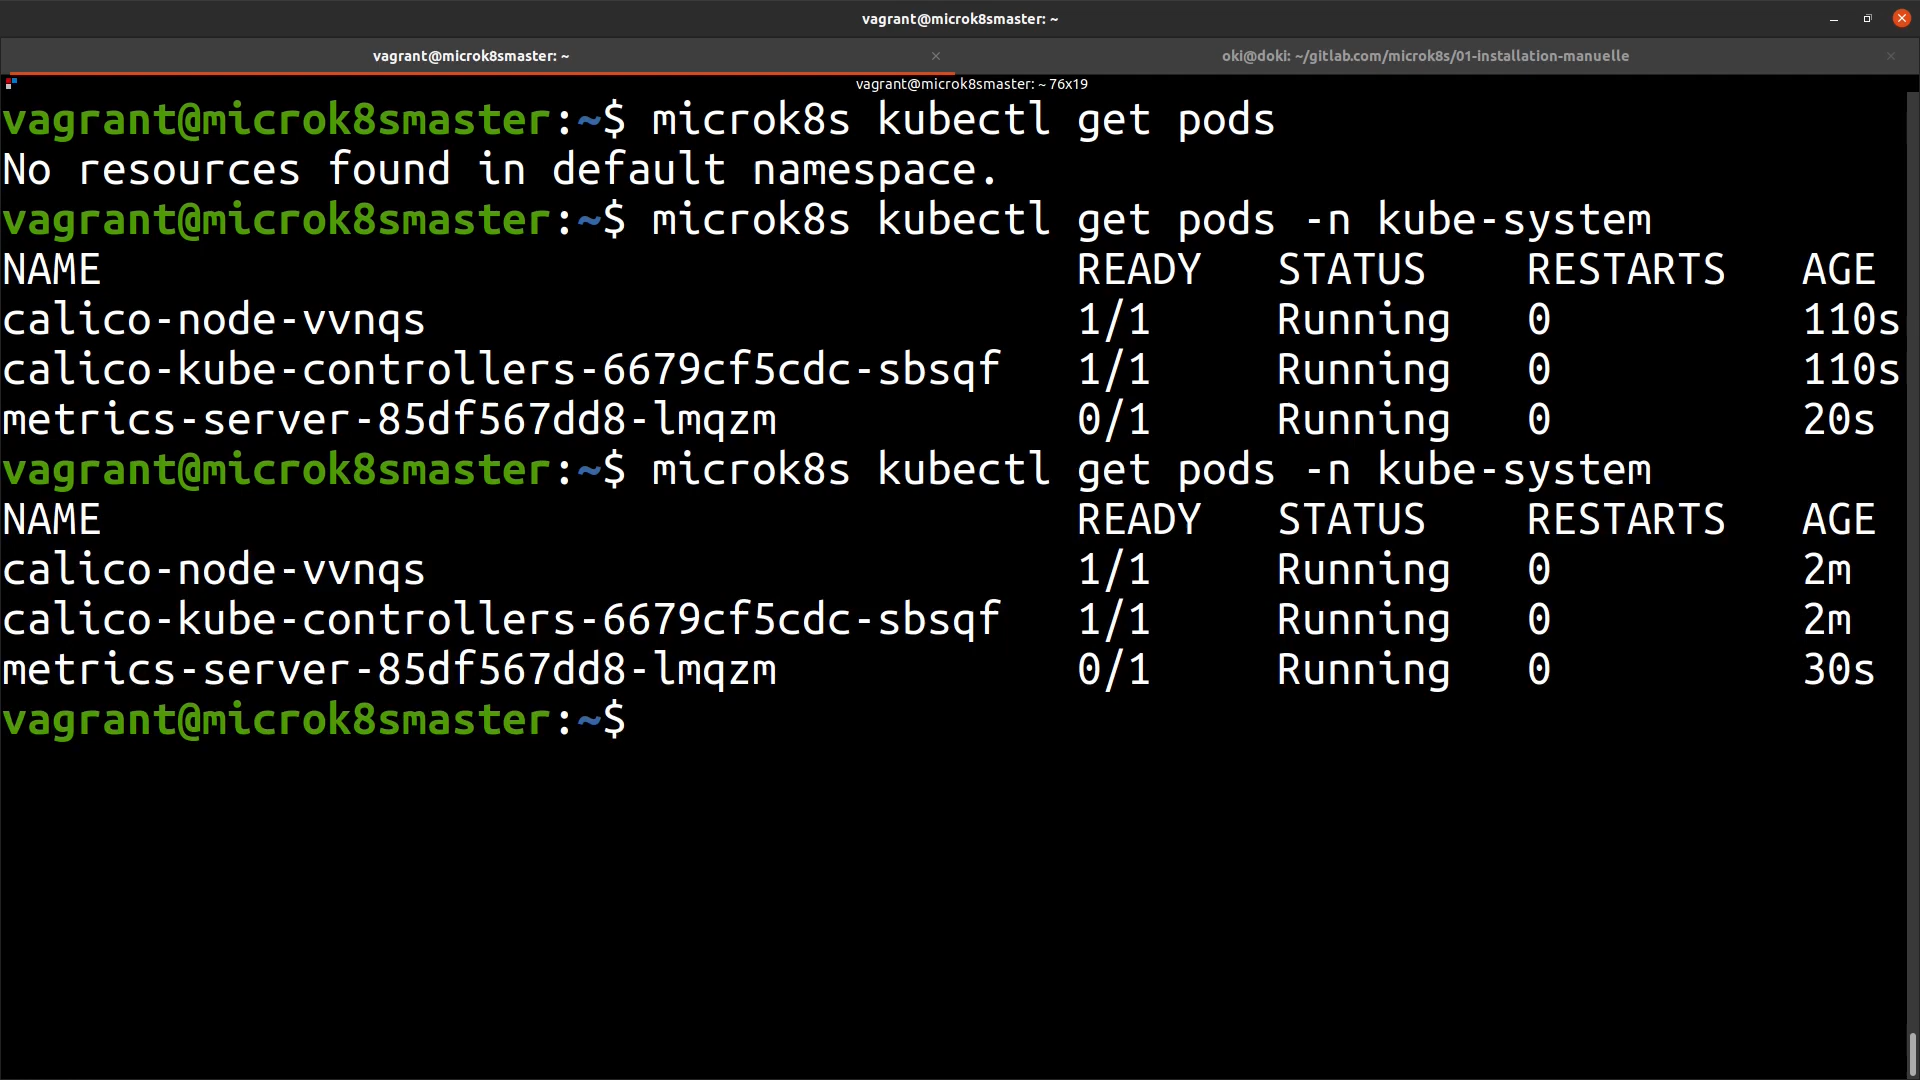 vagrant@microk8smaster: ~
vagrant@microk8smaster: ~ × oki@doki: ~/gitlab.com/microk8s/01-installation-manuelle ×
vagrant@microk8smaster: ~ 76x19
vagrant@microk8smaster:~$ microk8s kubectl get pods
No resources found in default namespace.
vagrant@microk8smaster:~$ microk8s kubectl get pods -n kube-system
NAME                                       READY   STATUS    RESTARTS   AGE
calico-node-vvnqs                          1/1     Running   0          110s
calico-kube-controllers-6679cf5cdc-sbsqf   1/1     Running   0          110s
metrics-server-85df567dd8-lmqzm            0/1     Running   0          20s
vagrant@microk8smaster:~$ microk8s kubectl get pods -n kube-system
NAME                                       READY   STATUS    RESTARTS   AGE
calico-node-vvnqs                          1/1     Running   0          2m
calico-kube-controllers-6679cf5cdc-sbsqf   1/1     Running   0          2m
metrics-server-85df567dd8-lmqzm            0/1     Running   0          30s
vagrant@microk8smaster:~$